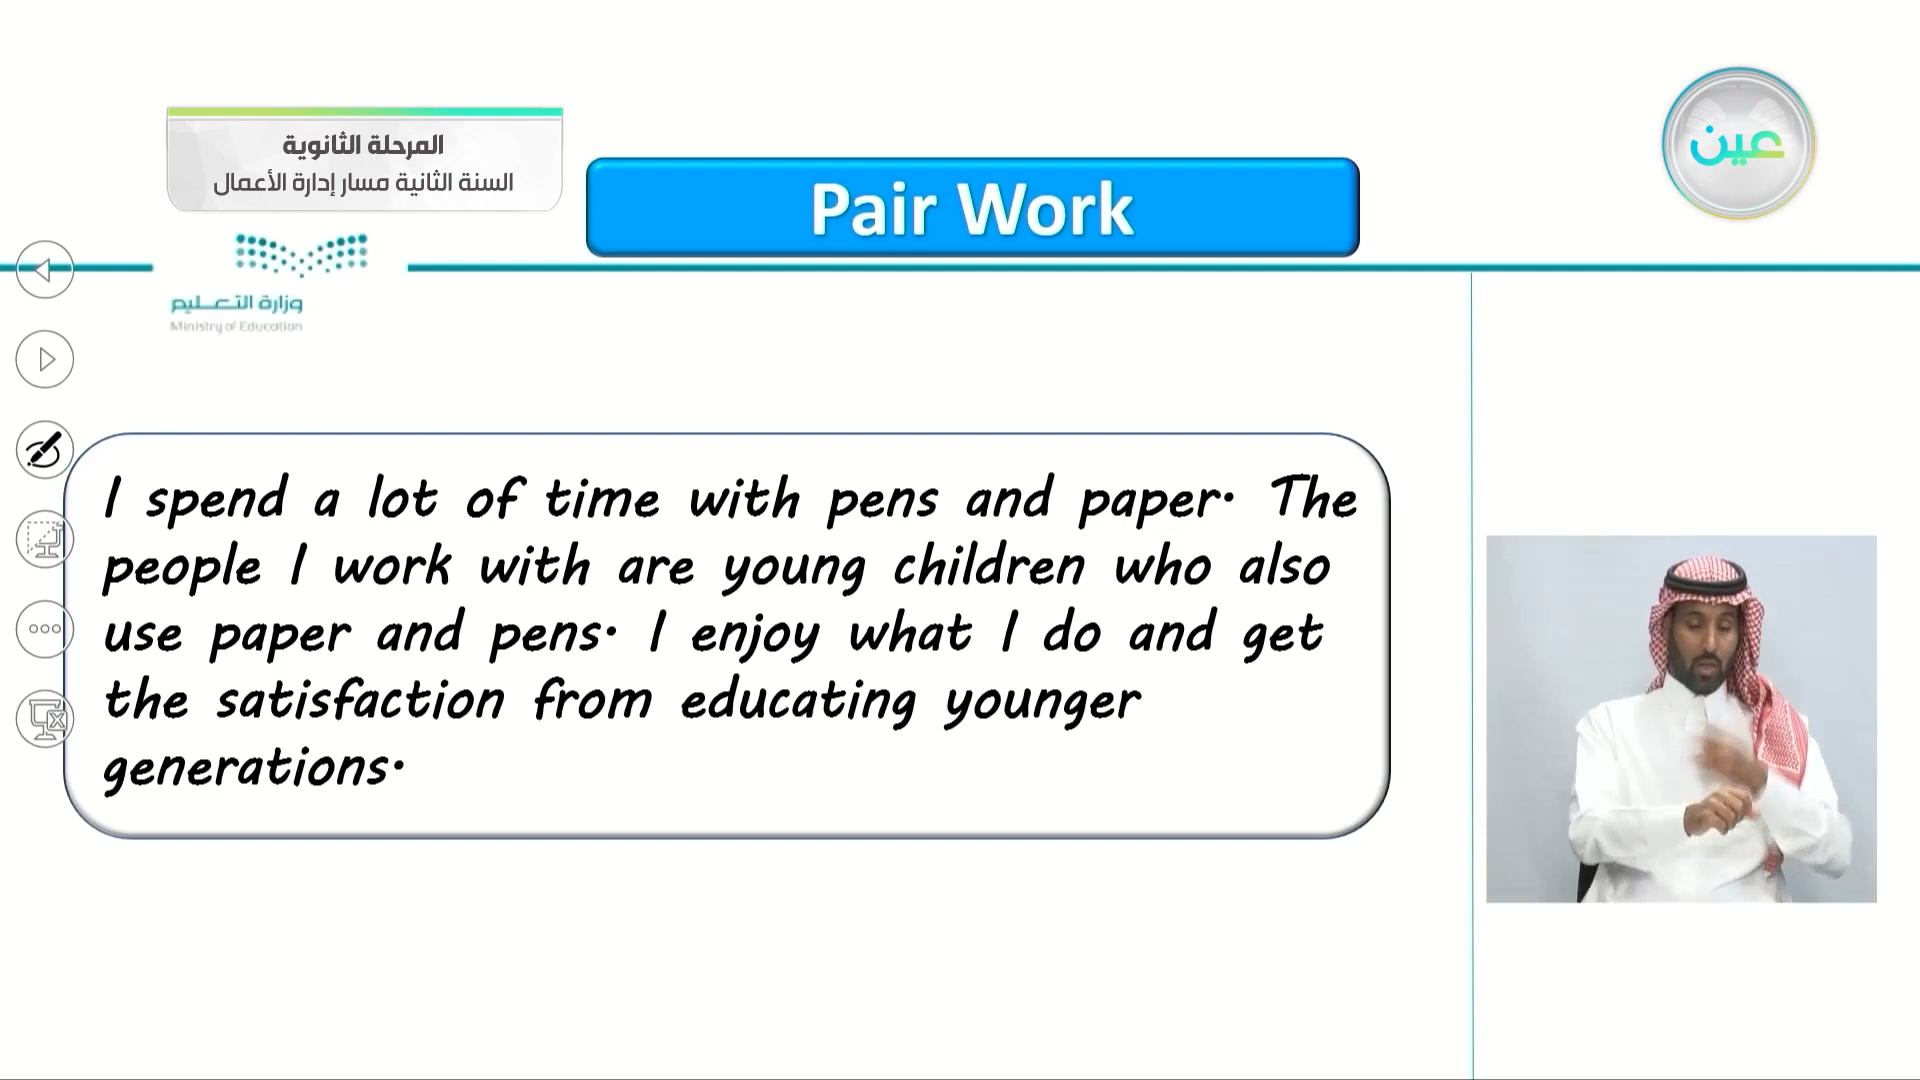 المرحلة الثانوية
السنة الثانية مسار إدارة الأعمال
عين
Pair Work
وزارة التعليم
Ministry of Education
I spend a lot of time with pens and paper. The
people I work with are young children who also
use paper and pens. I enjoy what I do and get
the satisfaction from educating younger
generations.